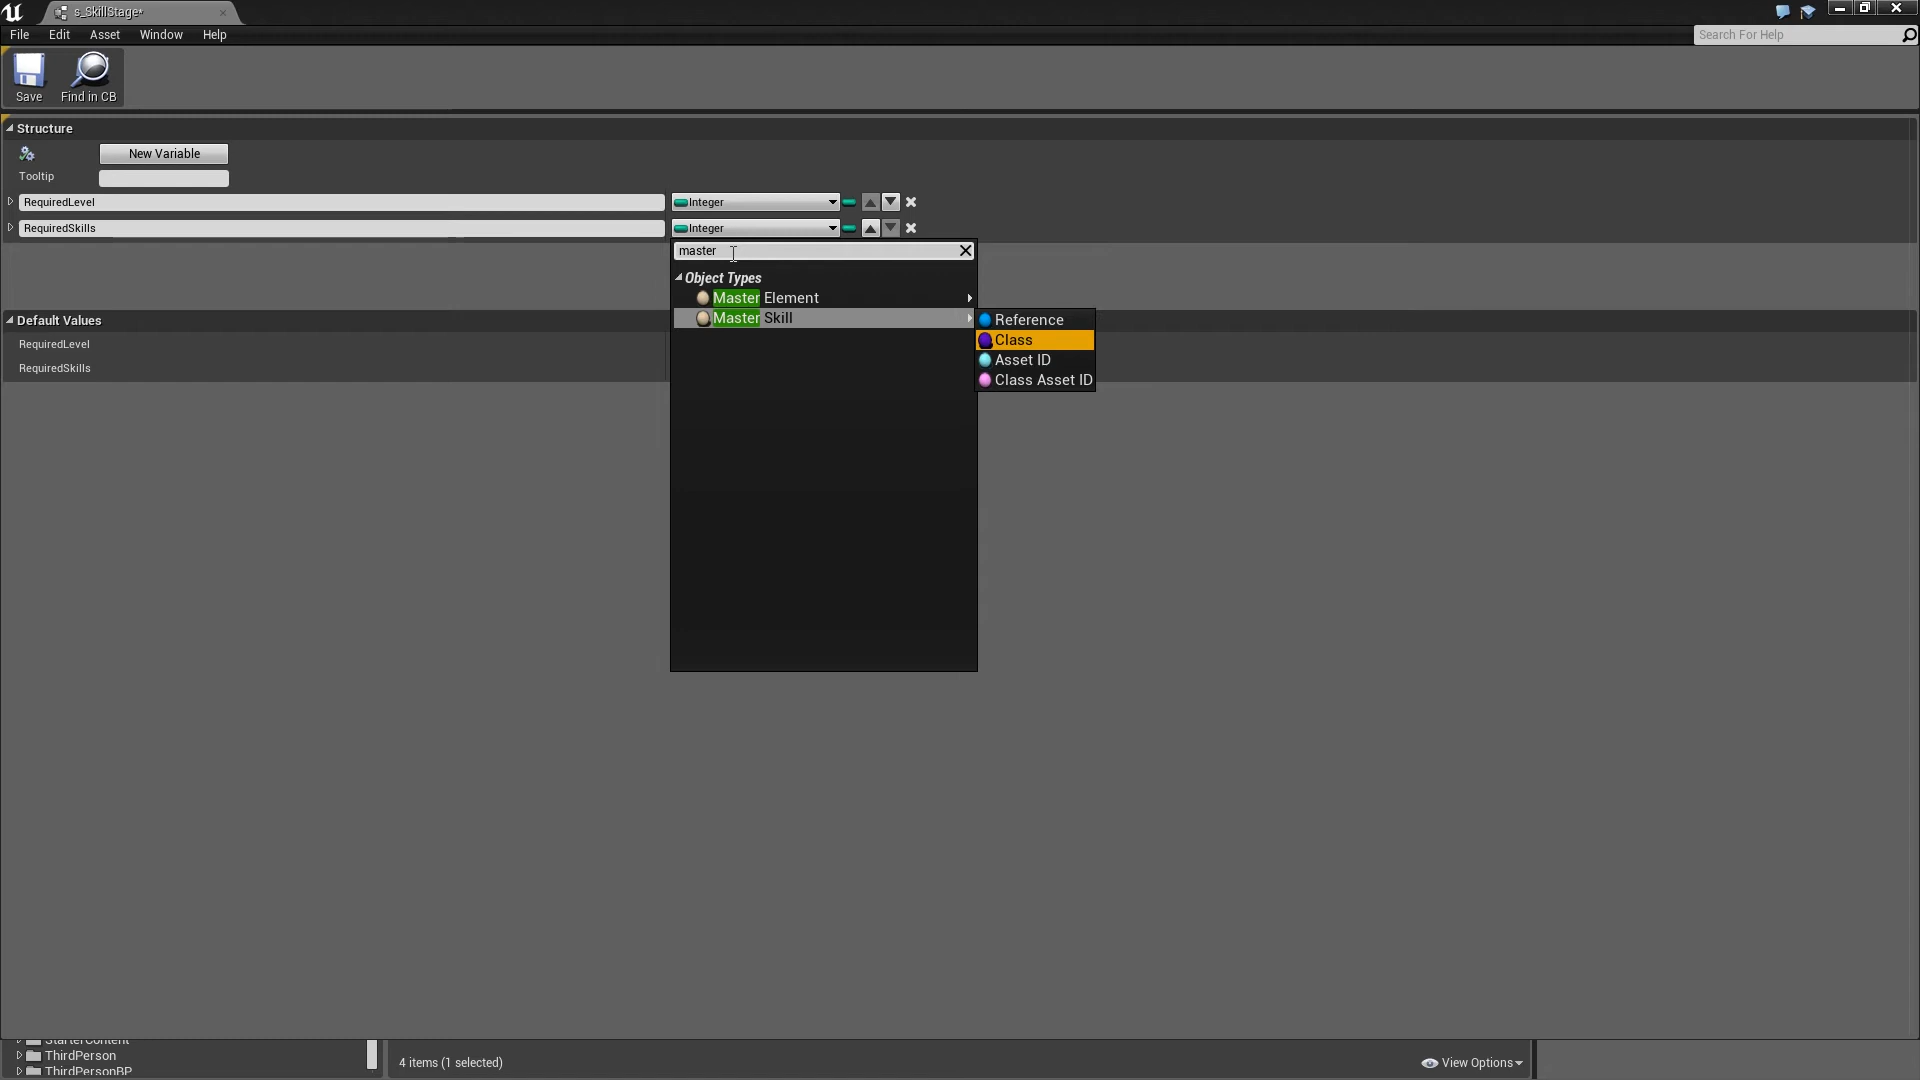 s_SkillStage*
File Edit Asset Window Help
Search For Help
Save Find in CB
Structure
New Variable
Tooltip
RequiredLevel Integer
RequiredSkills Integer
master
Object Types
Master Element
Master Skill
Reference
Class
Asset ID
Class Asset ID
Default Values
RequiredLevel
RequiredSkills
StarterContent
ThirdPerson
ThirdPersonBP
4 items (1 selected) View Options